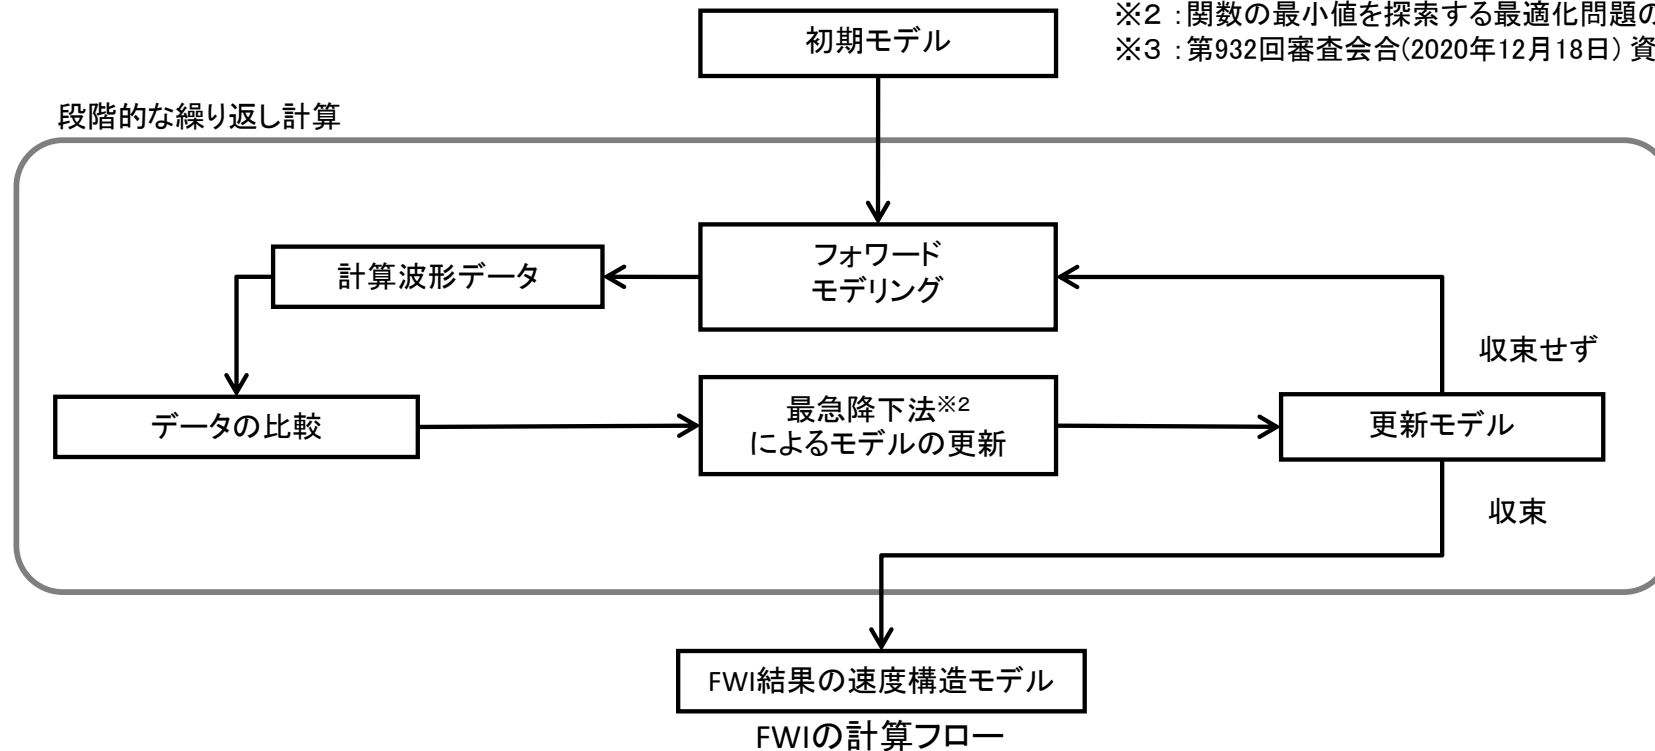 ※2：関数の最小値を探索する最適化問題の
※3：第932回審査会合(2020年12月18日) 資
初期モデル
段階的な繰り返し計算
フォワード
モデリング
計算波形データ
収束せず
データの比較
最急降下法※2
によるモデルの更新
更新モデル
収束
FWI結果の速度構造モデル
FWIの計算フロー